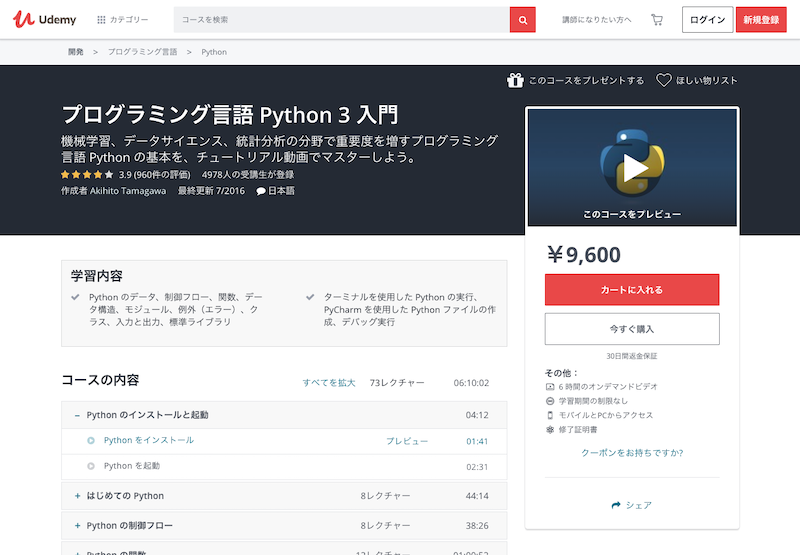 Udemy
カテゴリー
コースを検索
講師になりたい方へ
ログイン
新規登録
開発 > プログラミング言語 > Python
このコースをプレゼントする
ほしい物リスト
プログラミング言語 Python 3 入門
機械学習、データサイエンス、統計分析の分野で重要度を増すプログラミング
言語 Python の基本を、チュートリアル動画でマスターしよう。
3.9 (960件の評価) 4978人の受講生が登録
作成者 Akihito Tamagawa 最終更新 7/2016 日本語
このコースをプレビュー
¥9,600
カートに入れる
今すぐ購入
30日間返金保証
その他：
6 時間のオンデマンドビデオ
学習期間の制限なし
モバイルとPCからアクセス
修了証明書
クーポンをお持ちですか?
シェア
学習内容
Python のデータ、制御フロー、関数、デー
タ構造、モジュール、例外（エラー）、ク
ラス、入力と出力、標準ライブラリ
ターミナルを使用した Python の実行、
PyCharm を使用した Python ファイルの作
成、デバッグ実行
コースの内容
すべてを拡大 73レクチャー 06:10:02
– Python のインストールと起動 04:12
Python をインストール プレビュー 01:41
Python を起動 02:31
+ はじめての Python 8レクチャー 44:14
+ Python の制御フロー 8レクチャー 38:26
+ Python の関数 12レクチャー